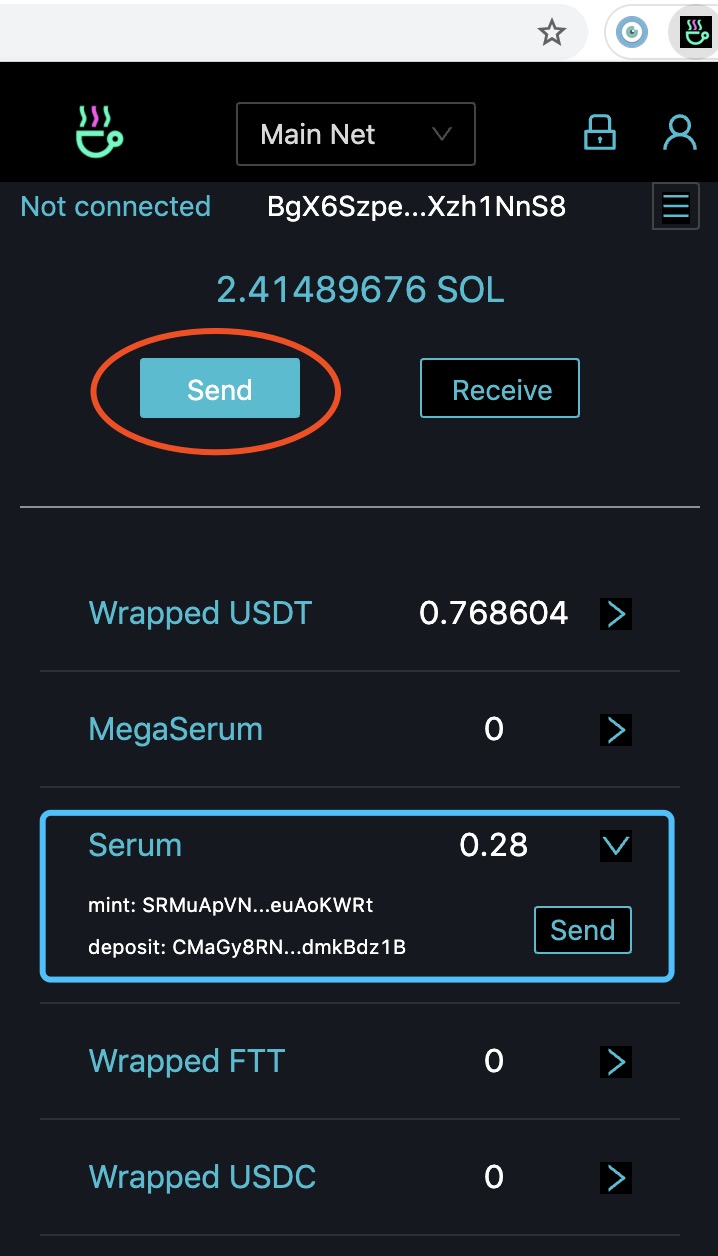 Main Net
Not connected BgX6Szpe...Xzh1NnS8
2.41489676 SOL
Send Receive
Wrapped USDT 0.768604
MegaSerum 0
Serum 0.28
mint: SRMuApVN...euAoKWRt
deposit: CMaGy8RN...dmkBdz1B
Send
Wrapped FTT 0
Wrapped USDC 0